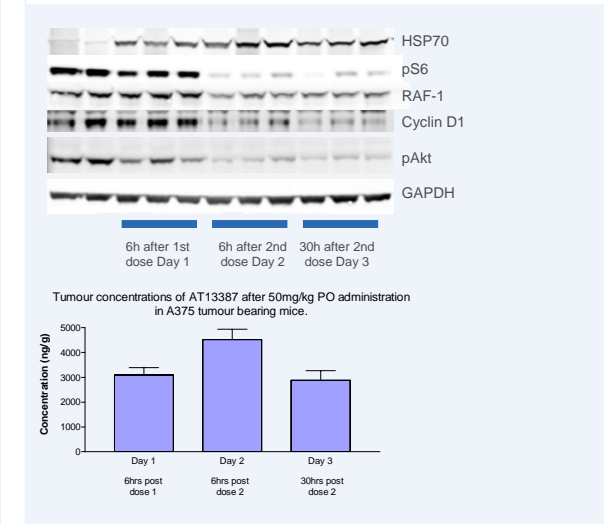 HSP70
pS6
RAF-1
Cyclin D1
pAkt
GAPDH
6h after 1st
dose Day 1
6h after 2nd
dose Day 2
30h after 2nd
dose Day 3
Tumour concentrations of AT13387 after 50mg/kg PO administration
in A375 tumour bearing mice.
Concentration (ng/g)
5000
4000
3000
2000
1000
0
Day 1
Day 2
Day 3
6hrs post
dose 1
6hrs post
dose 2
30hrs post
dose 2